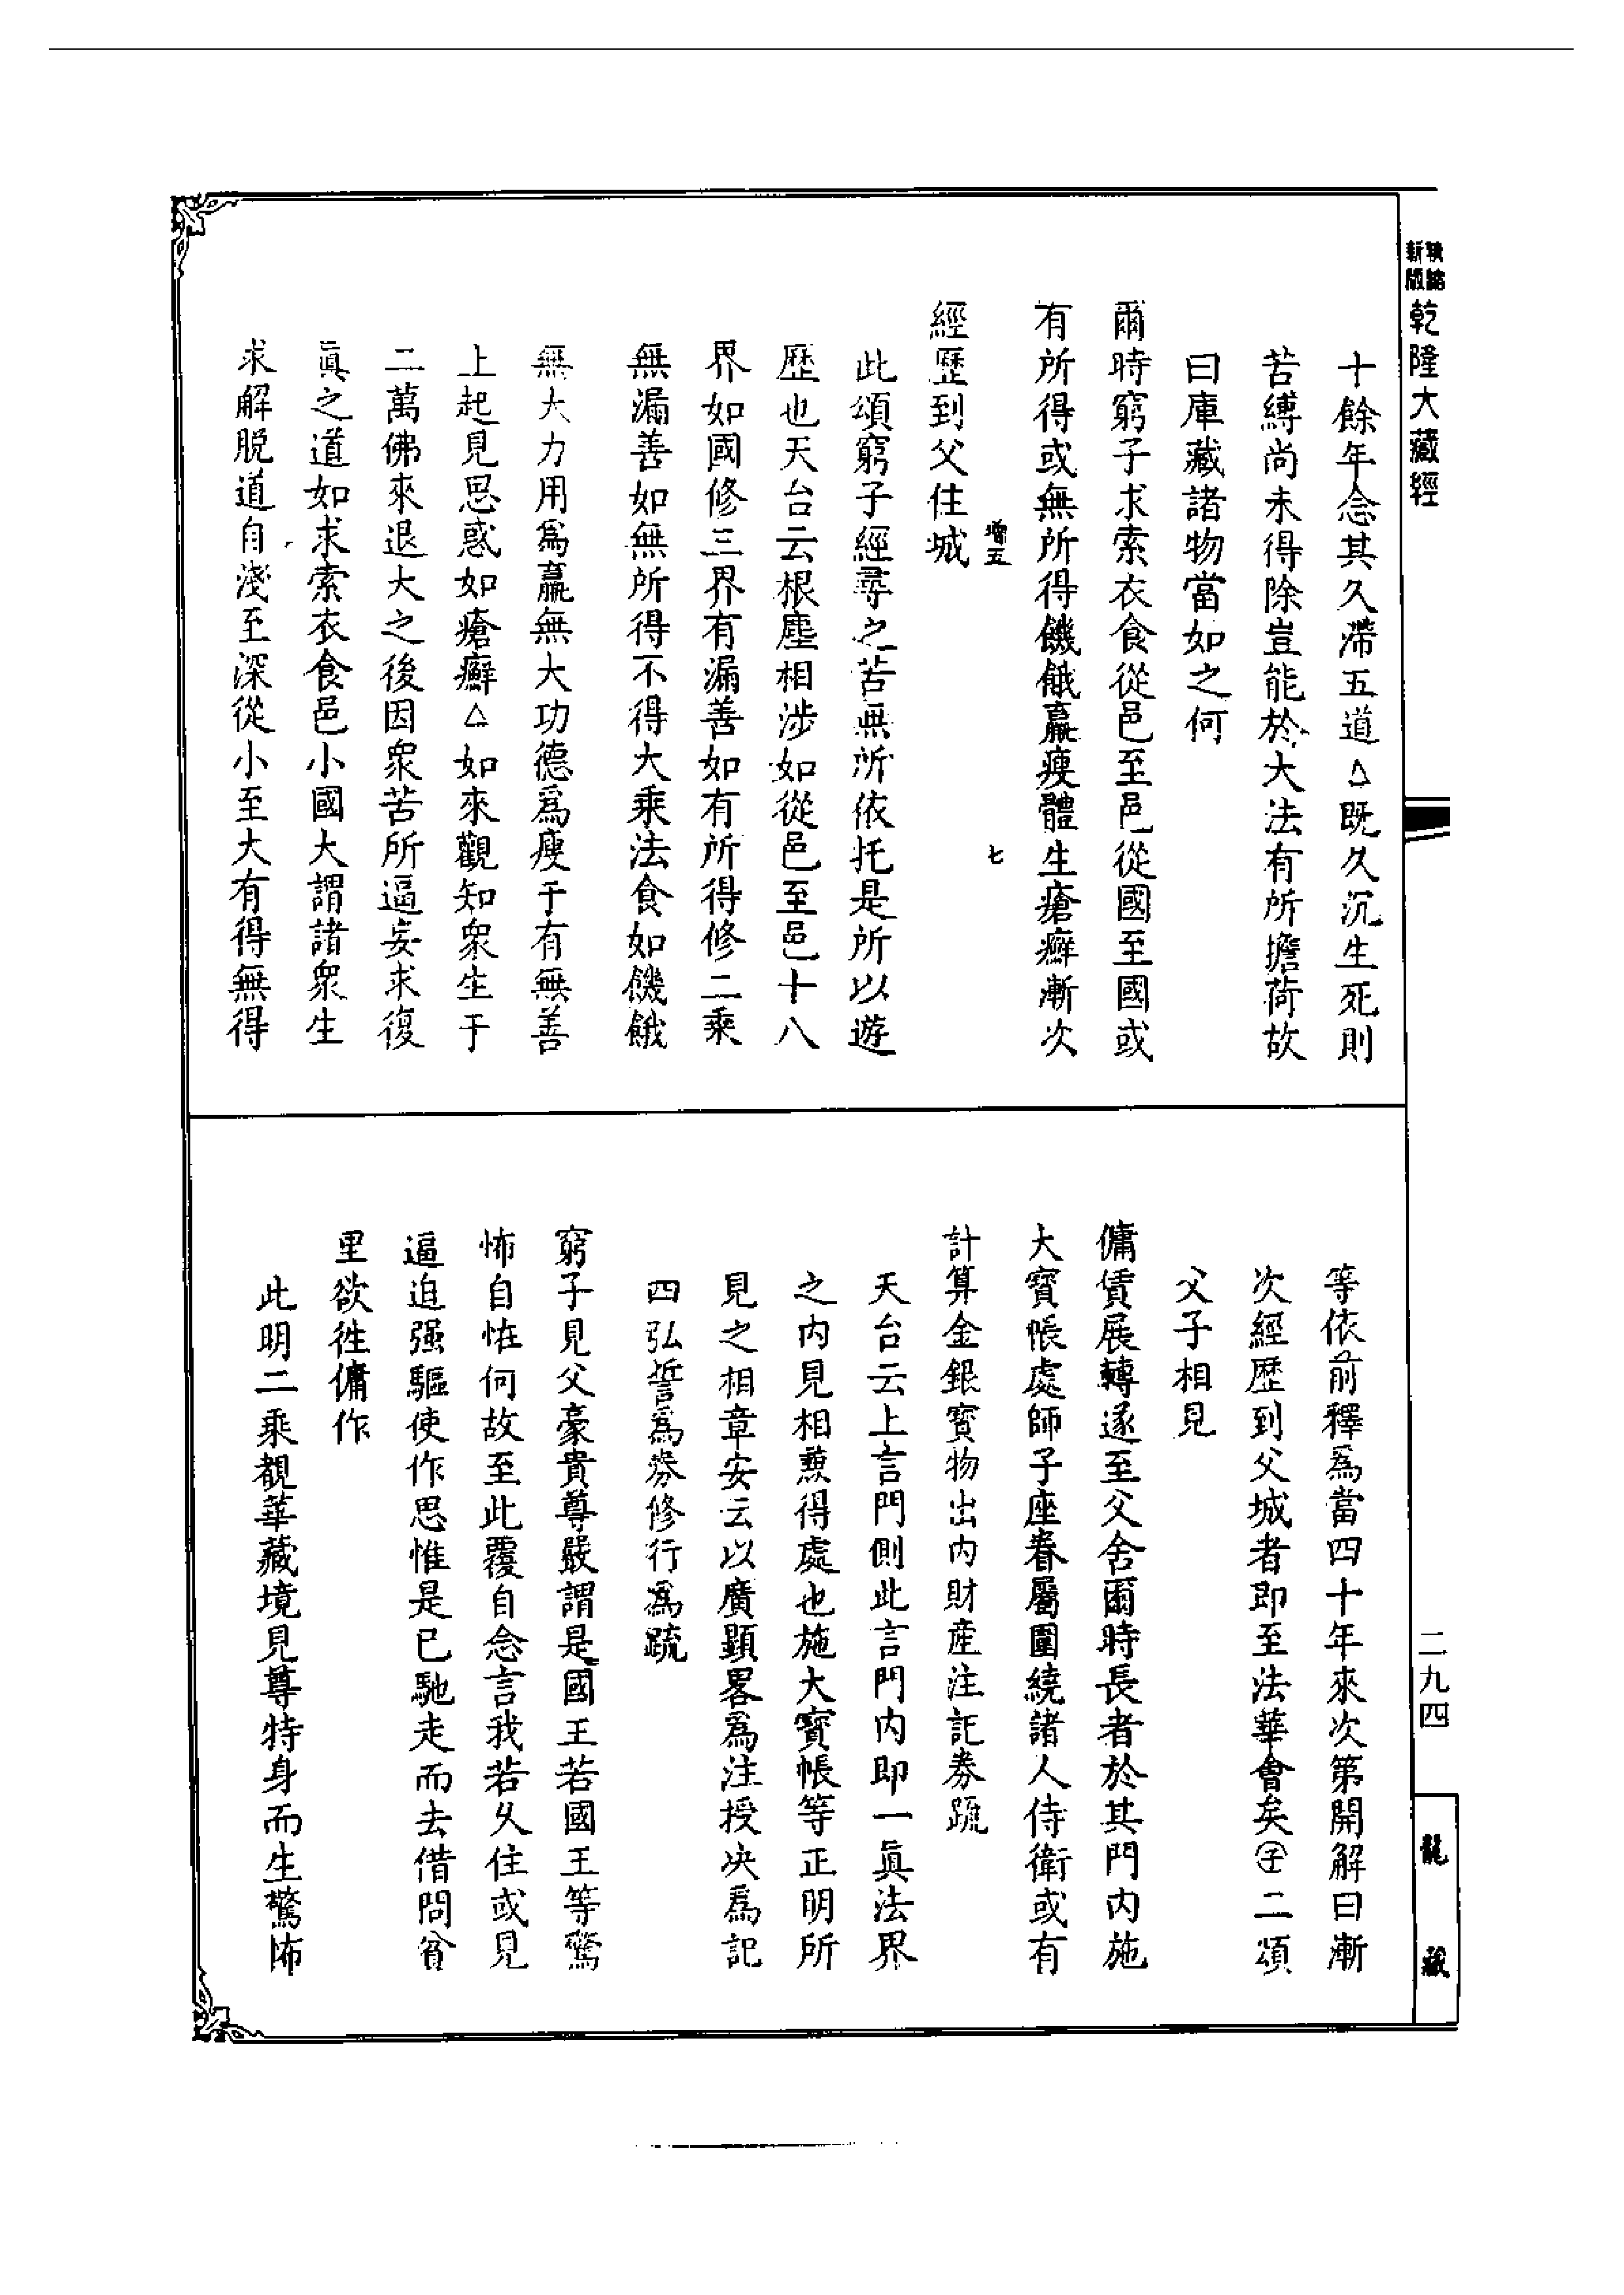 新版
乾隆大藏經
十餘年念其久滯五道△既久沉生死則
苦縛尚未得除豈能於大法有所擔荷故
曰庫藏諸物當如之何
爾時窮子求索衣食從邑至邑從國至國或
有所得或無所得饑餓羸瘦體生瘡癬漸次
增五
七
經歷到父住城
此頌窮子經尋之苦無所依托是所以遊
歷也天台云根塵相涉如從邑至邑十八
界如國修三界有漏善如有所得修二乘
無漏善如無所得不得大乘法食如饑餓
無大力用爲羸無大功德爲瘦于有無善
上起見思惑如瘡癬△如來觀知衆生于
二萬佛來退大之後因衆苦所逼妄求復
眞之道如求索衣食邑小國大謂諸衆生
求解脱道自淺至深從小至大有得無得
等依前釋爲當四十年來次第開解曰漸
次經歷到父城者即至法華會矣㊦二頌
父子相見
傭賃展轉遂至父舍爾時長者於其門内施
大寳帳處師子座眷屬圍繞諸人侍衛或有
計算金銀寳物出内財産注記券疏
天台云上言門側此言門内即一眞法界
之内見相兼得處也施大寳帳等正明所
見之相章安云以廣顯畧爲注授决爲記
四弘誓爲券修行爲䟽
窮子見父豪貴尊嚴謂是國王若國王等驚
怖自恠何故至此覆自念言我若久住或見
逼迫强驅使作思惟是已馳走而去借問貧
里欲徃傭作
此明二乘覩華藏境見尊特身而生驚怖
二九四
龍藏